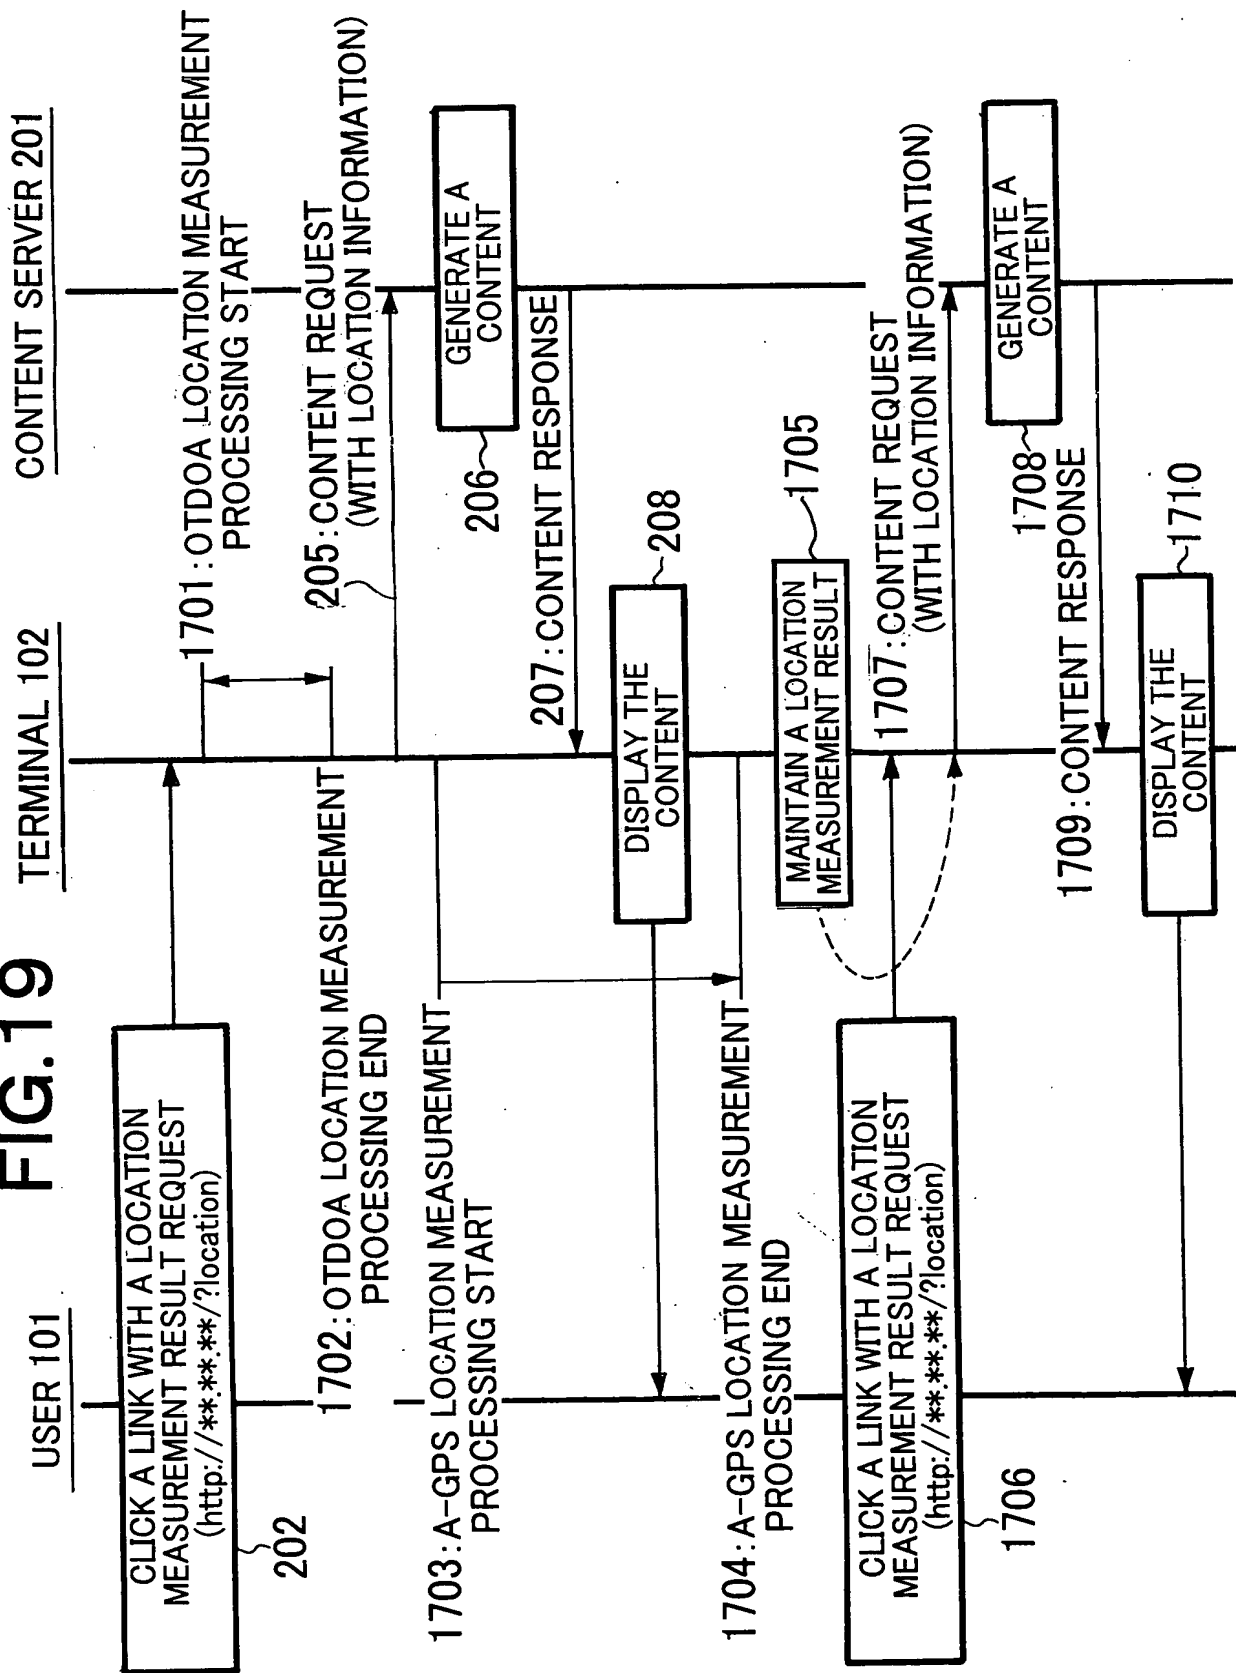 FIG.19
USER 101
TERMINAL 102
CONTENT SERVER 201
CLICK A LINK WITH A LOCATION
MEASUREMENT RESULT REQUEST
(http://**.**.**/?location)
202
1701:OTDOA LOCATION MEASUREMENT
PROCESSING START
1702:OTDOA LOCATION MEASUREMENT
PROCESSING END
205:CONTENT REQUEST
(WITH LOCATION INFORMATION)
1703:A-GPS LOCATION MEASUREMENT
PROCESSING START
GENERATE A
CONTENT
206
207:CONTENT RESPONSE
DISPLAY THE
CONTENT
208
1704:A-GPS LOCATION MEASUREMENT
PROCESSING END
MAINTAIN A LOCATION
MEASUREMENT RESULT
1705
CLICK A LINK WITH A LOCATION
MEASUREMENT RESULT REQUEST
(http://**.**.**/?location)
1706
1707:CONTENT REQUEST
(WITH LOCATION INFORMATION)
GENERATE A
CONTENT
1708
1709:CONTENT RESPONSE
DISPLAY THE
CONTENT
1710